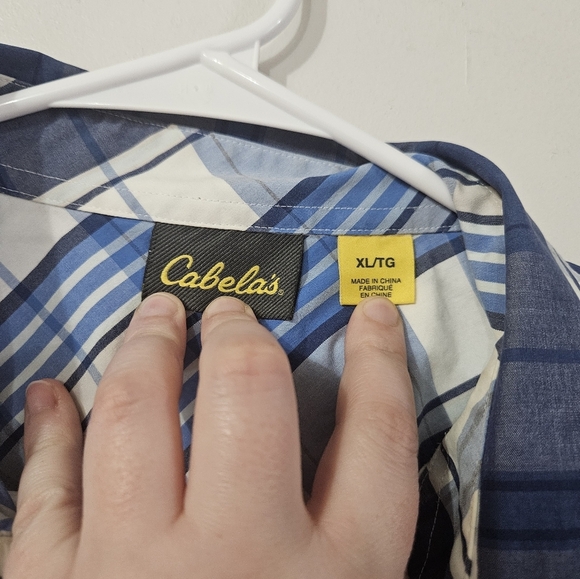 Cabela's
XL/TG
MADE IN CHINA
FABRIQUÉ
EN CHINE